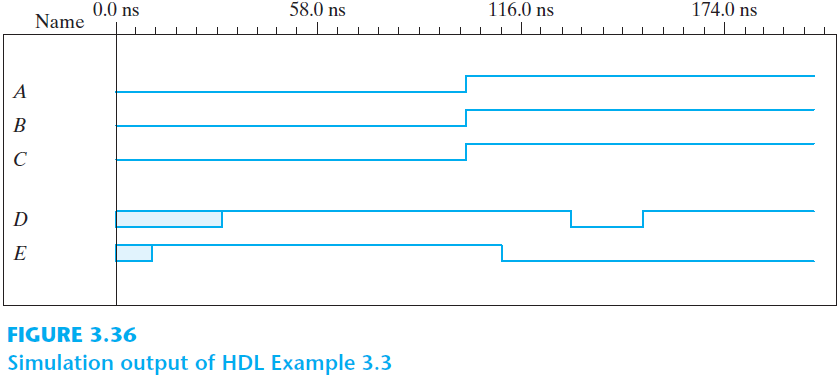 0.0 ns 58.0 ns 116.0 ns 174.0 ns
Name
A
B
C
D
E
FIGURE 3.36
Simulation output of HDL Example 3.3